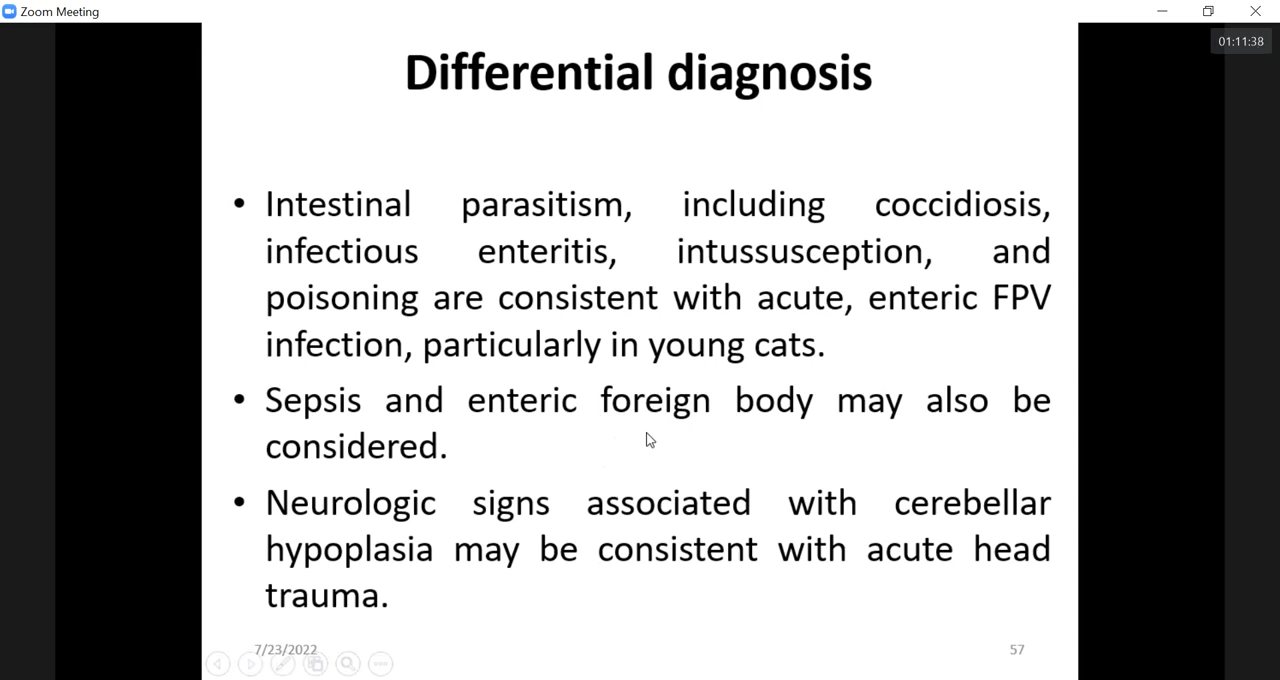 Zoom Meeting
01:11:38
Differential diagnosis
• Intestinal parasitism, including coccidiosis,
infectious enteritis, intussusception, and
poisoning are consistent with acute, enteric FPV
infection, particularly in young cats.
• Sepsis and enteric foreign body may also be
considered.
• Neurologic signs associated with cerebellar
hypoplasia may be consistent with acute head
trauma.
7/23/2022
57